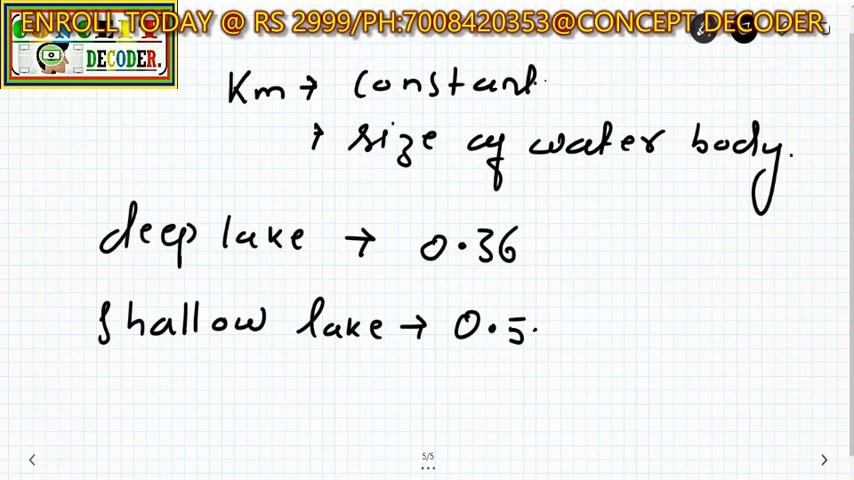 ENROLL TODAY @ RS 2999/PH:7008420353@CONCEPT DECODER
DECODER.
Km → constant.
→ size of water body.
deep lake → 0.36
shallow lake → 0.5.
5/5